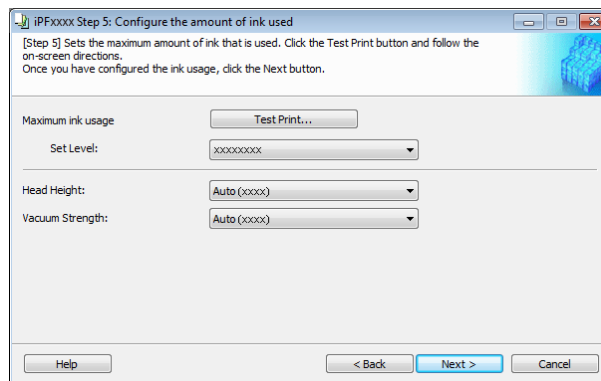 iPFxxxx Step 5: Configure the amount of ink used
[Step 5] Sets the maximum amount of ink that is used. Click the Test Print button and follow the
on-screen directions.
Once you have configured the ink usage, click the Next button.
Maximum ink usage
Test Print...
Set Level:
xxxxxxxx
Head Height:
Auto (xxxx)
Vacuum Strength:
Auto (xxxx)
Help
< Back
Next >
Cancel